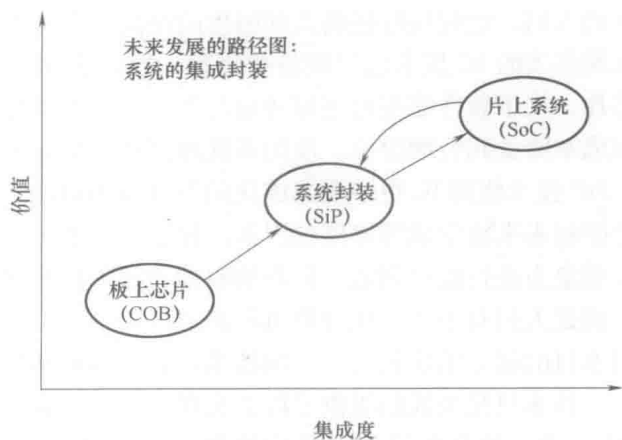 未来发展的路径图:
系统的集成封装
片上系统
(SoC)
系统封装
(SiP)
板上芯片
(COB)
价值
集成度